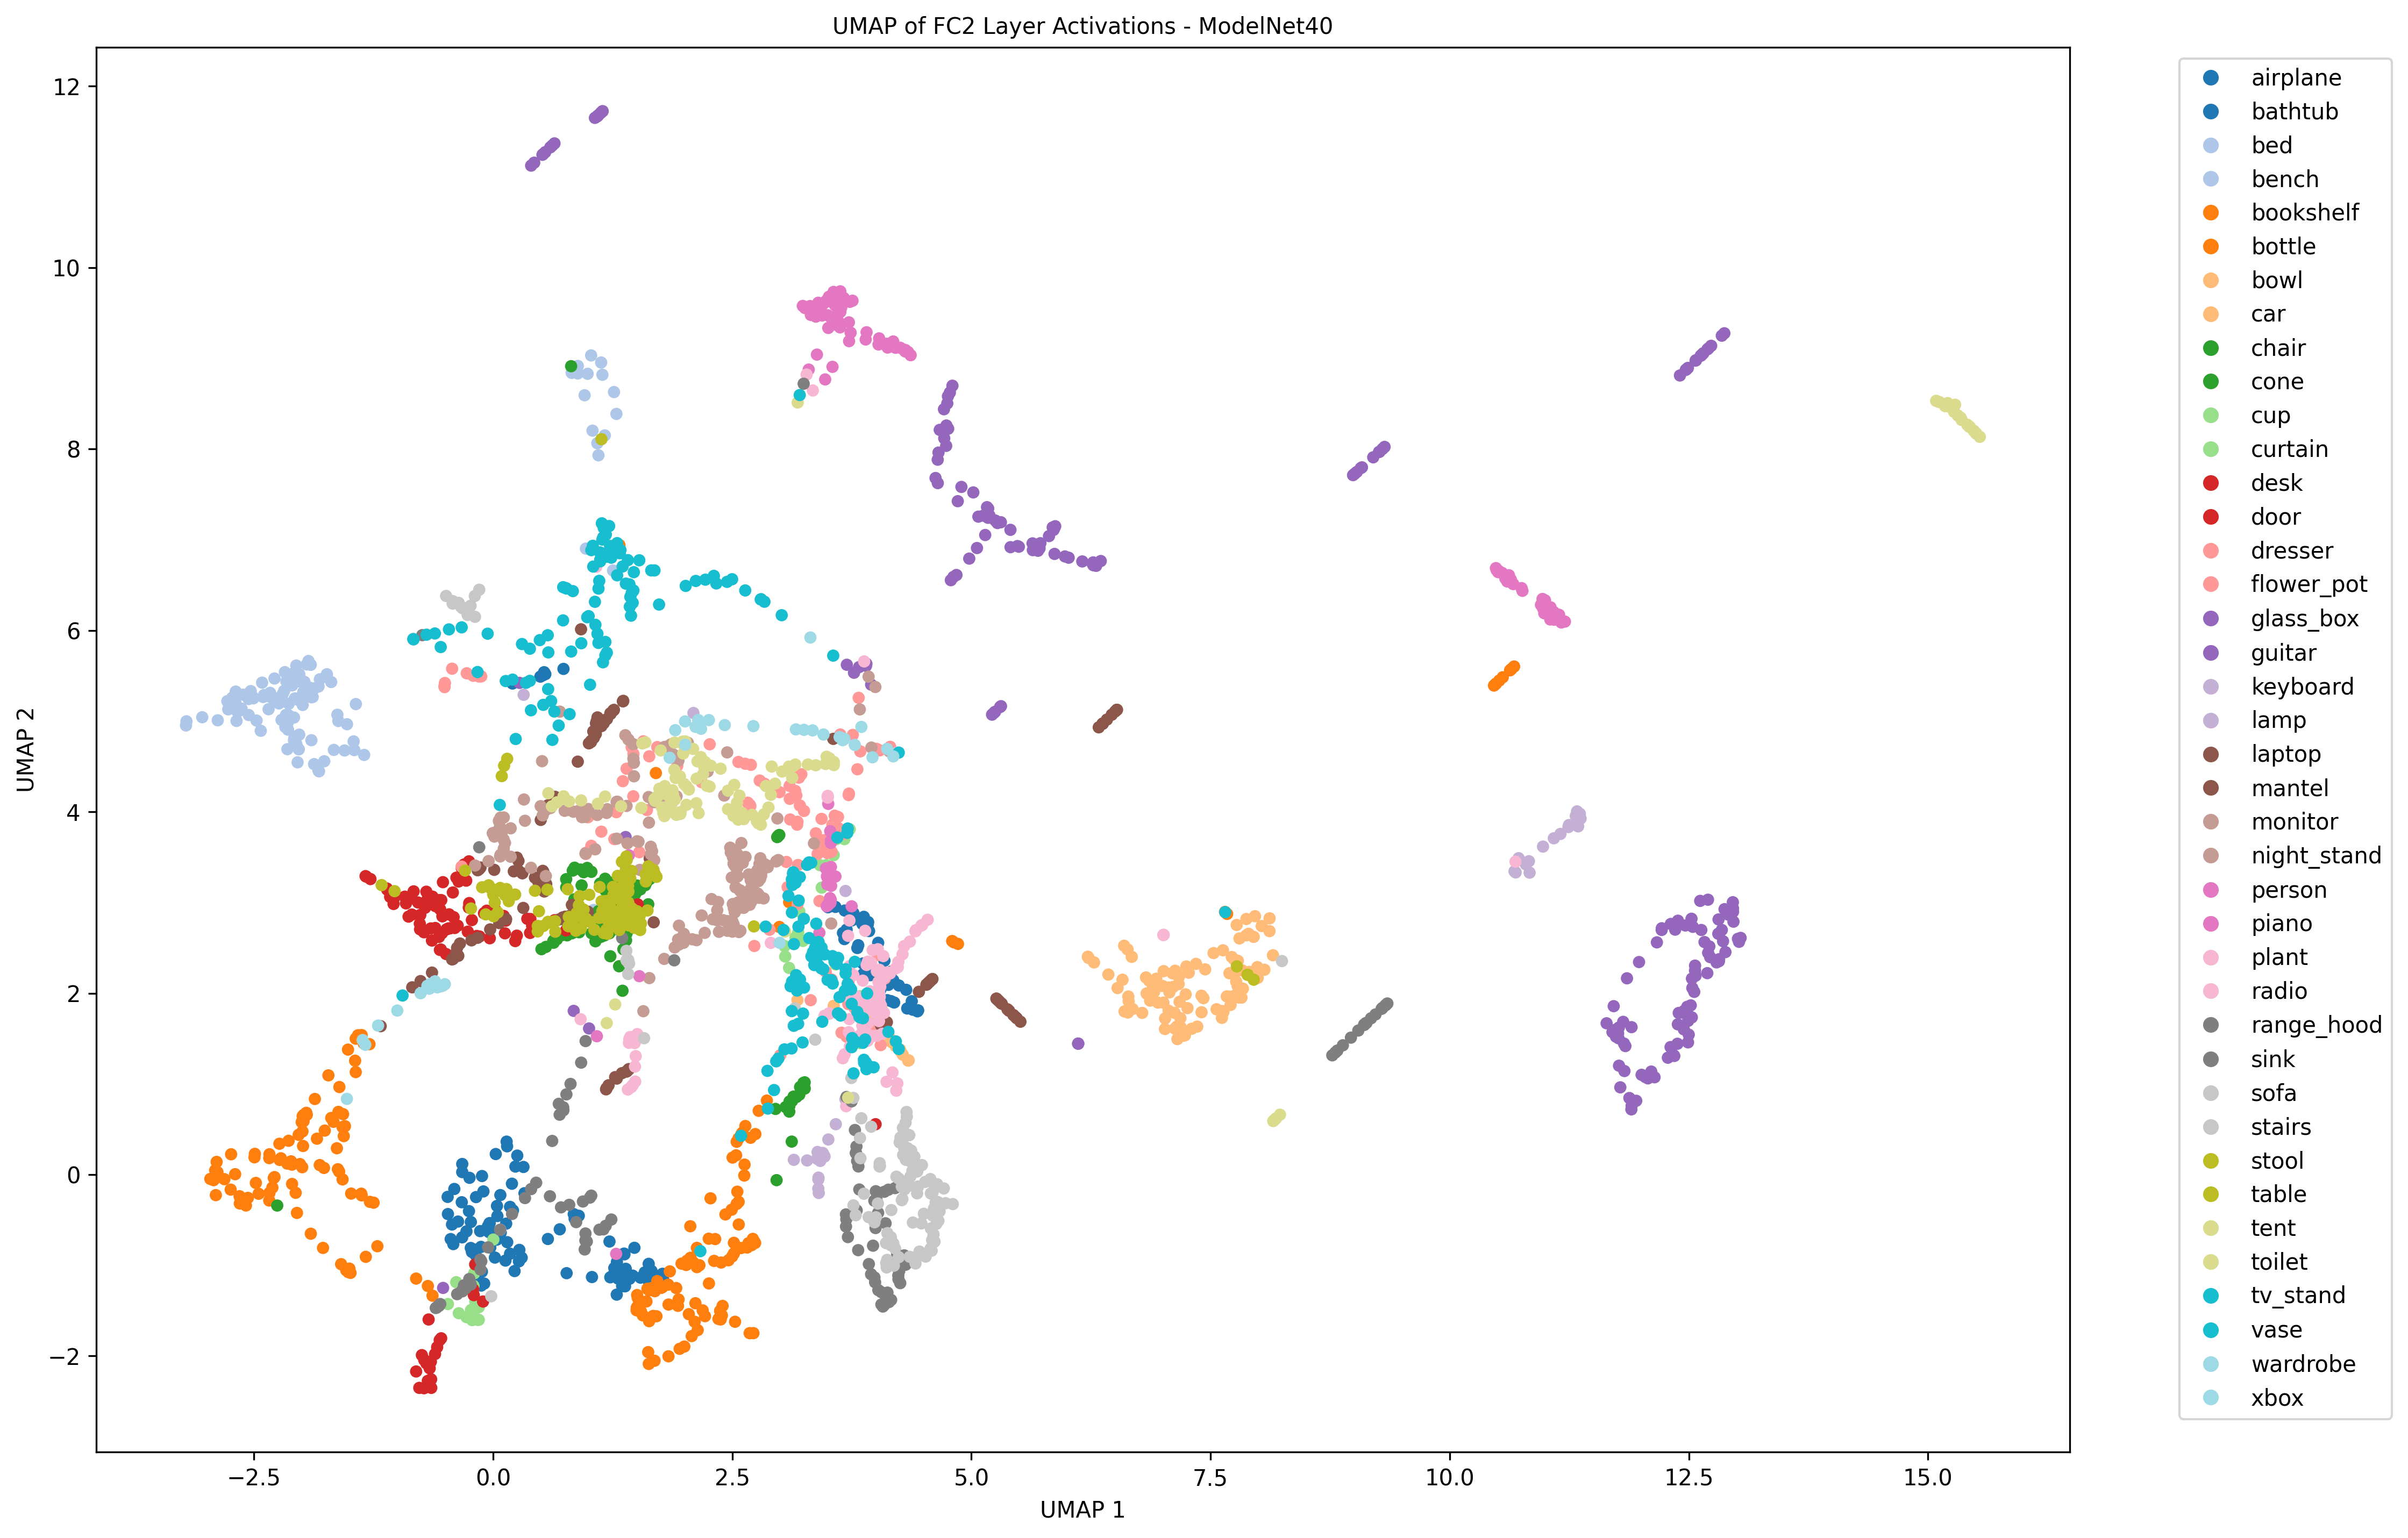 UMAP of FC2 Layer Activations - ModelNet40
12
10
8
6
4
2
0
−2
UMAP 2
−2.5
0.0
2.5
5.0
7.5
10.0
12.5
15.0
UMAP 1
airplane
bathtub
bed
bench
bookshelf
bottle
bowl
car
chair
cone
cup
curtain
desk
door
dresser
flower_pot
glass_box
guitar
keyboard
lamp
laptop
mantel
monitor
night_stand
person
piano
plant
radio
range_hood
sink
sofa
stairs
stool
table
tent
toilet
tv_stand
vase
wardrobe
xbox